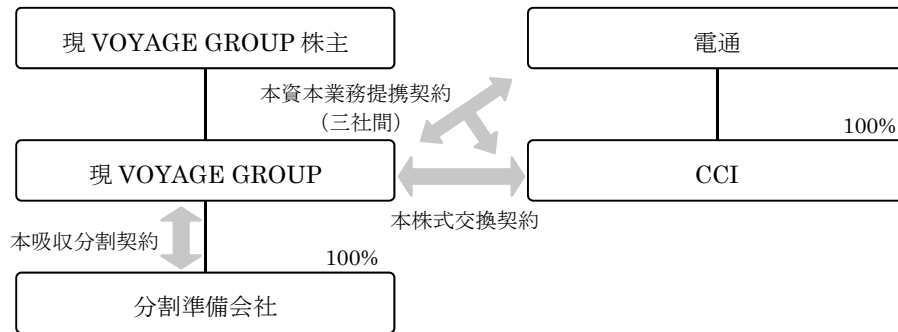 現 VOYAGE GROUP 株主
電通
本資本業務提携契約
（三社間）
100%
現 VOYAGE GROUP
CCI
本株式交換契約
本吸収分割契約
100%
分割準備会社